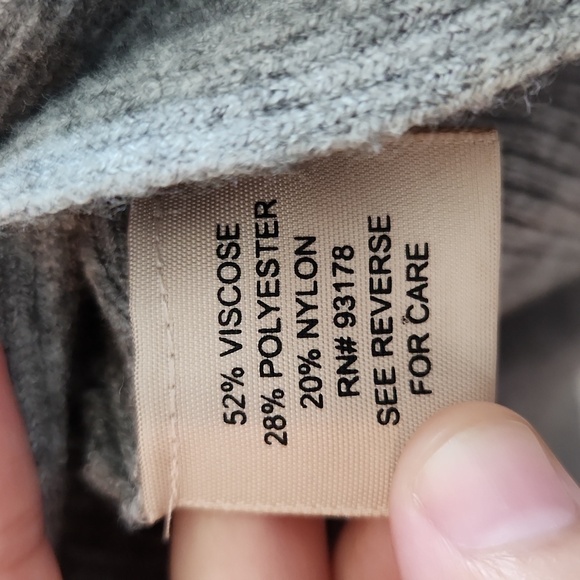 52% VISCOSE
28% POLYESTER
20% NYLON
RN# 93178
SEE REVERSE
FOR CARE